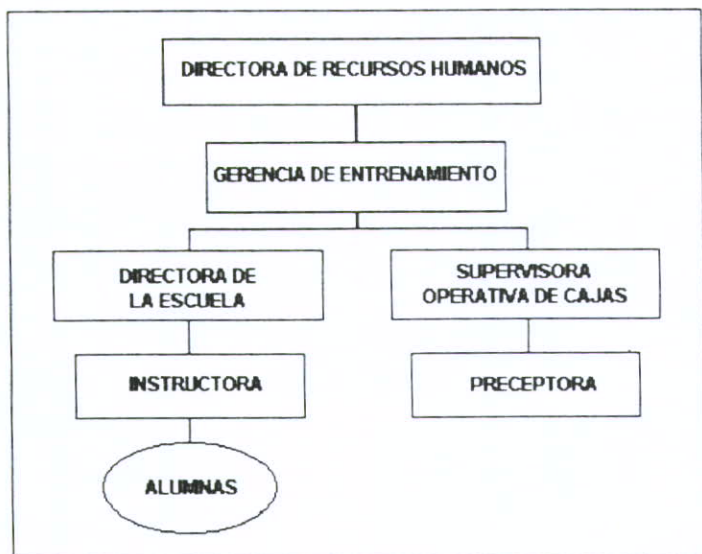 DIRECTORA DE RECURSOS HUMANOS
GERENCIA DE ENTRENAMIENTO
DIRECTORA DE
LA ESCUELA
SUPERVISORA
OPERATIVA DE CAJAS
INSTRUCTORA
PRECEPTORA
ALUMNAS